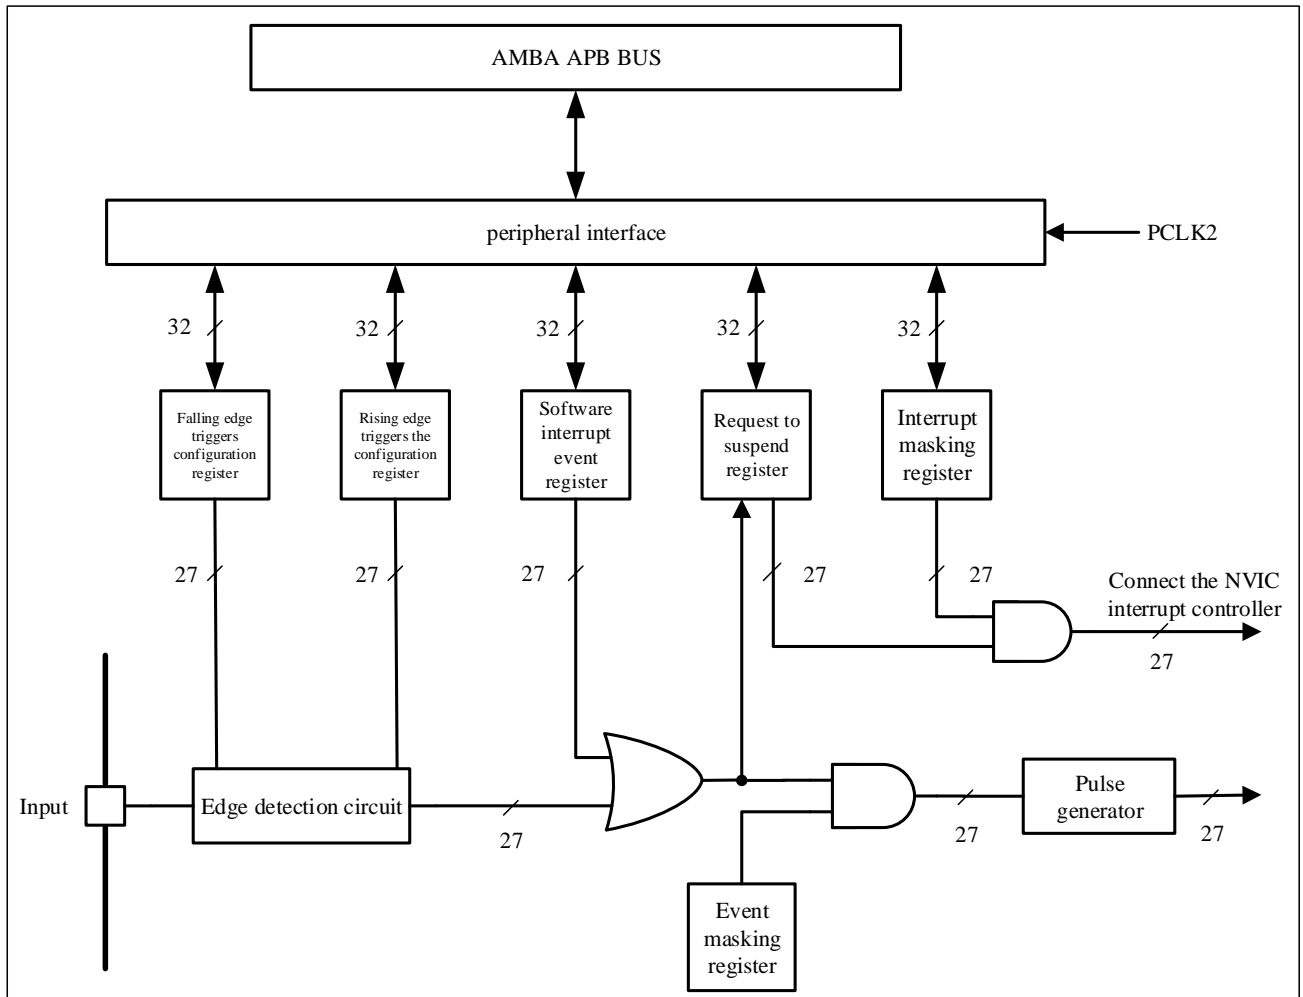 AMBA APB BUS
peripheral interface
PCLK2
32
32
32
32
32
Falling edge
triggers
configuration
register
Rising edge
triggers the
configuration
register
Software
interrupt
event
register
Request to
suspend
register
Interrupt
masking
register
27
27
27
27
27
Connect the NVIC
interrupt controller
27
Input
Edge detection circuit
27
27
Pulse
generator
27
Event
masking
register